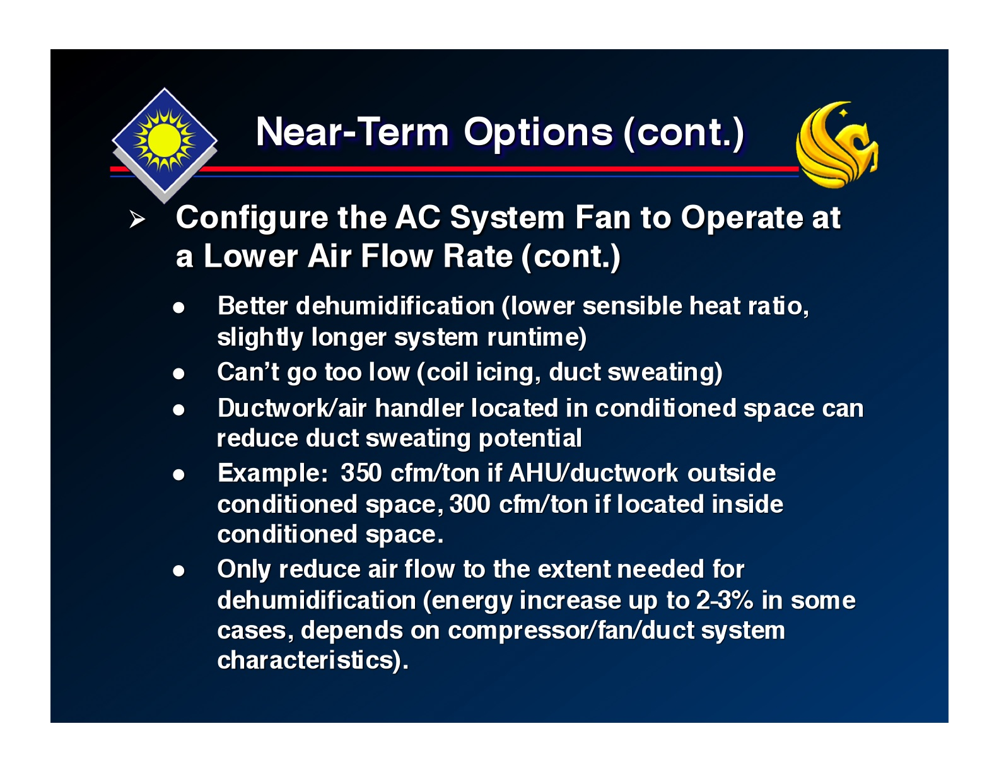 Near-Term Options (cont.)
Configure the AC System Fan to Operate at
a Lower Air Flow Rate (cont.)
Better dehumidification (lower sensible heat ratio,
slightly longer system runtime)
Can’t go too low (coil icing, duct sweating)
Ductwork/air handler located in conditioned space can
reduce duct sweating potential
Example:  350 cfm/ton if AHU/ductwork outside
conditioned space, 300 cfm/ton if located inside
conditioned space.
Only reduce air flow to the extent needed for
dehumidification (energy increase up to 2-3% in some
cases, depends on compressor/fan/duct system
characteristics).